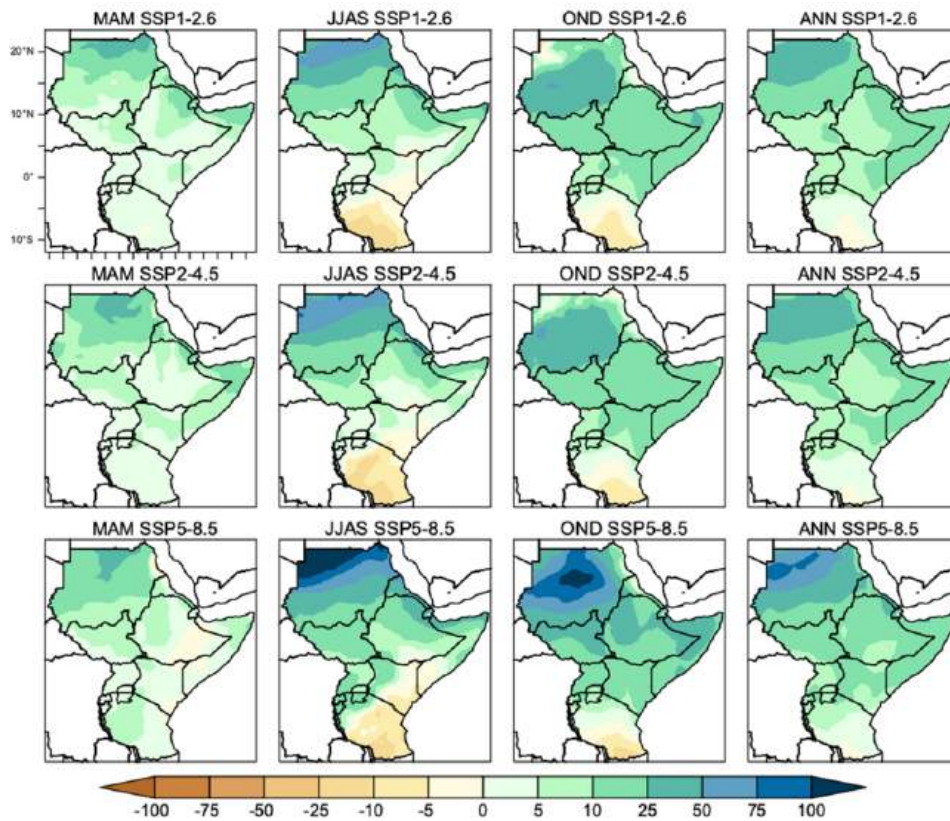 MAM SSP1-2.6 JJAS SSP1-2.6 OND SSP1-2.6 ANN SSP1-2.6
20°N
10°N
0°
10°S
MAM SSP2-4.5 JJAS SSP2-4.5 OND SSP2-4.5 ANN SSP2-4.5
MAM SSP5-8.5 JJAS SSP5-8.5 OND SSP5-8.5 ANN SSP5-8.5
-100 -75 -50 -25 -10 -5 0 5 10 25 50 75 100